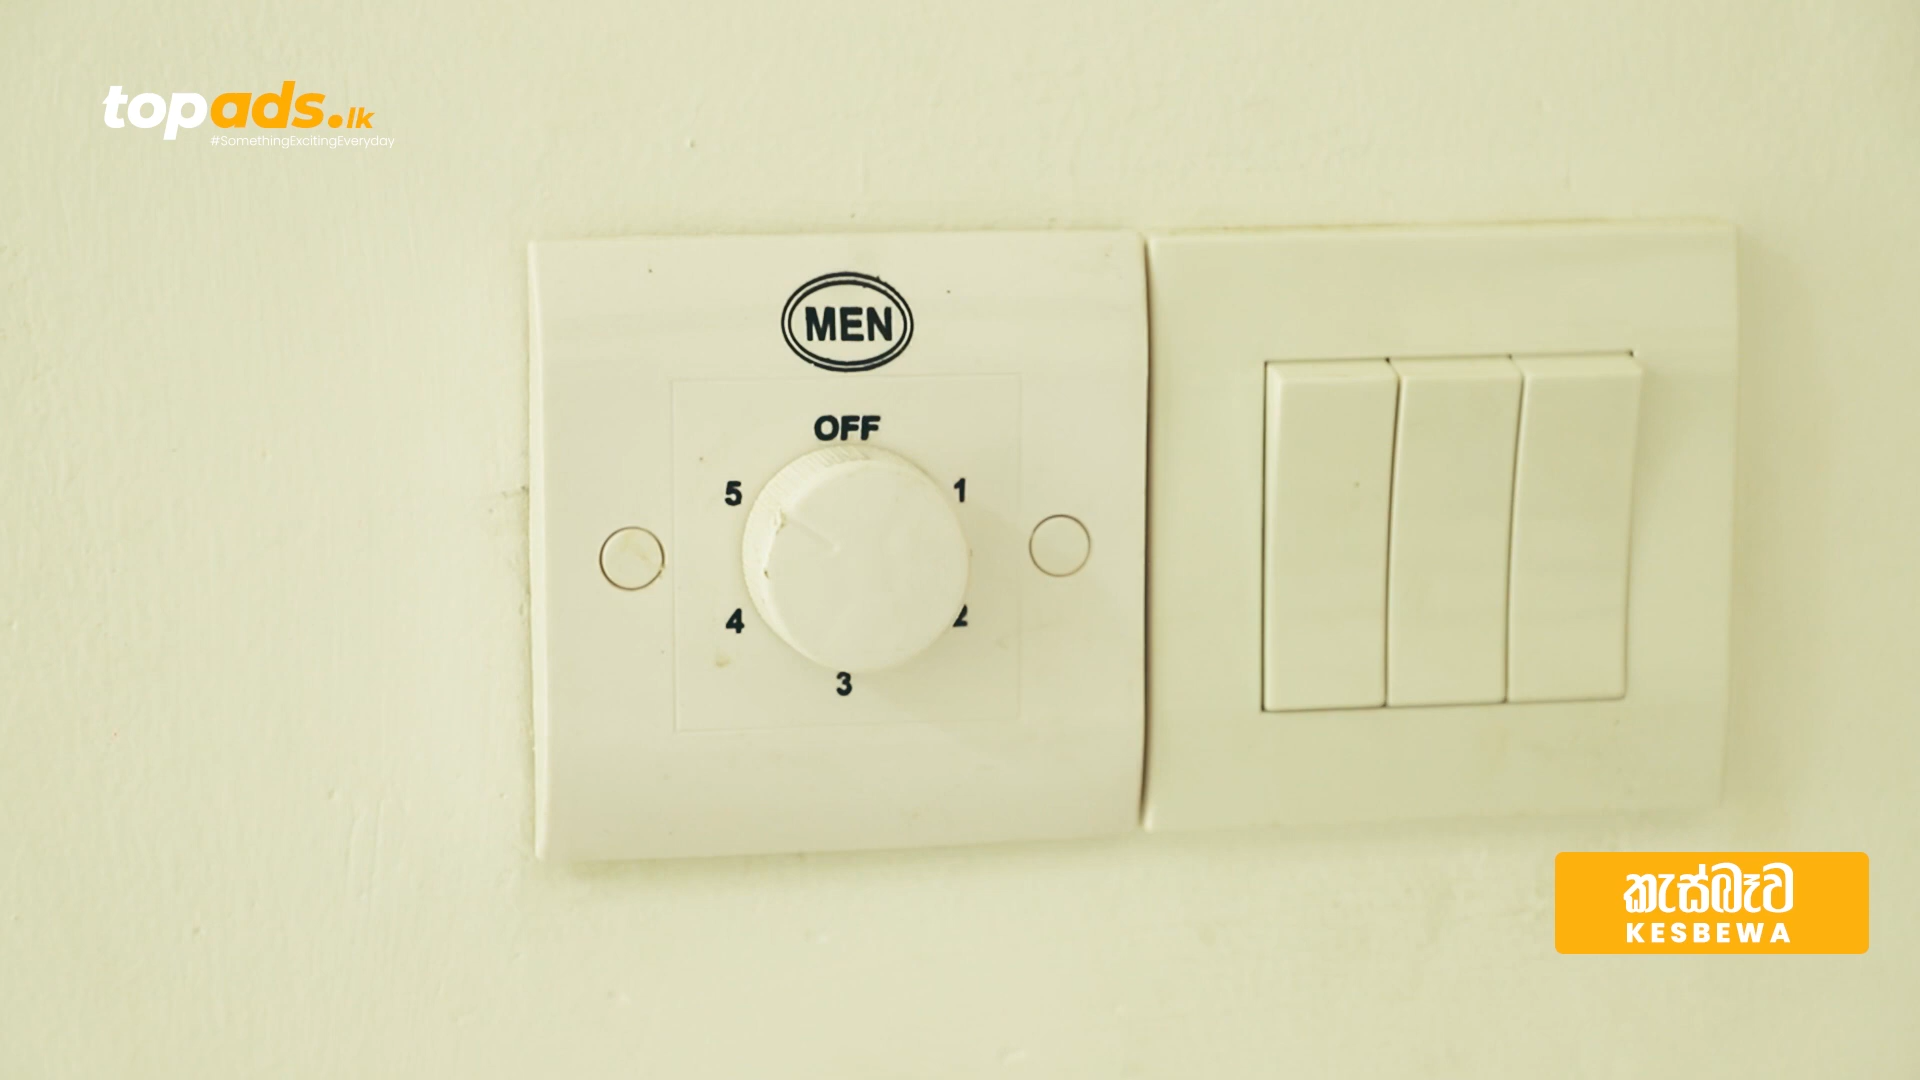 topads.lk
#SomethingExcitingEveryday
MEN
OFF
5 1
4 2
3
කැස්බෑව
KESBEWA